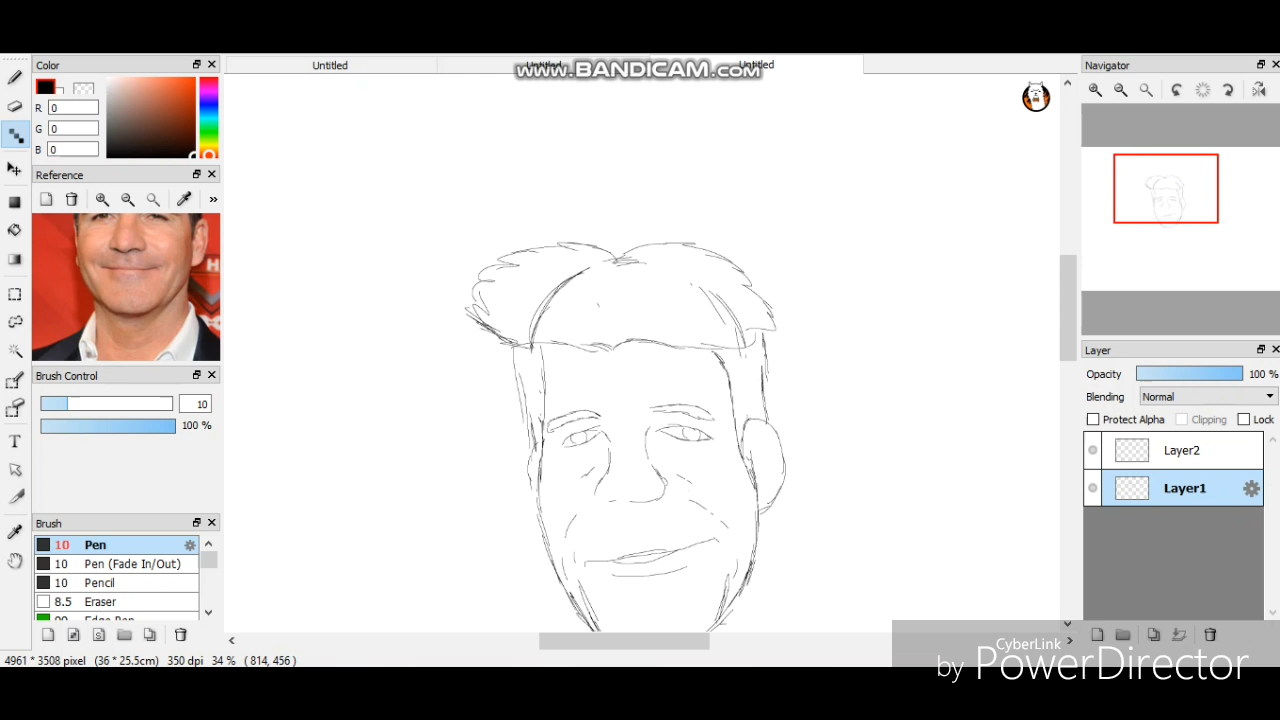 Color
Untitled
Untitled
Untitled
www.BANDICAM.com
Navigator
R 0
G 0
B 0
Reference
»
H
Brush Control
10
100 %
Brush
10 Pen
10 Pen (Fade In/Out)
10 Pencil
8.5 Eraser
Layer
Opacity 100 %
Blending Normal
Protect Alpha Clipping Lock
Layer2
Layer1
T
4961 * 3508 pixel (36 * 25.5cm) 350 dpi 34 % ( 814, 456 )
CyberLink
by PowerDirector